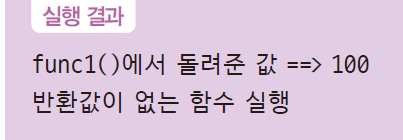 실행 결과
func1()에서 돌려준 값 ==> 100
반환값이 없는 함수 실행